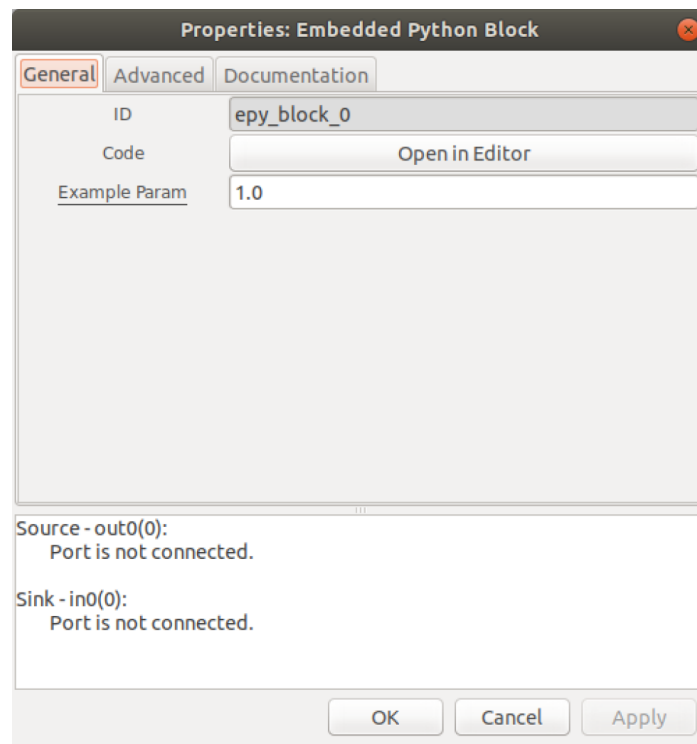 Properties: Embedded Python Block
General Advanced Documentation
ID epy_block_0
Code Open in Editor
Example Param 1.0
Source - out0(0):
Port is not connected.
Sink - in0(0):
Port is not connected.
OK Cancel Apply